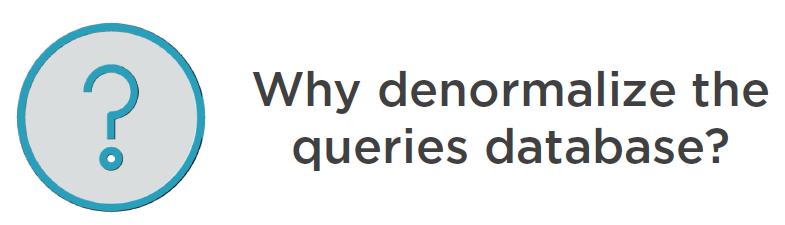 Why denormalize the
queries database?